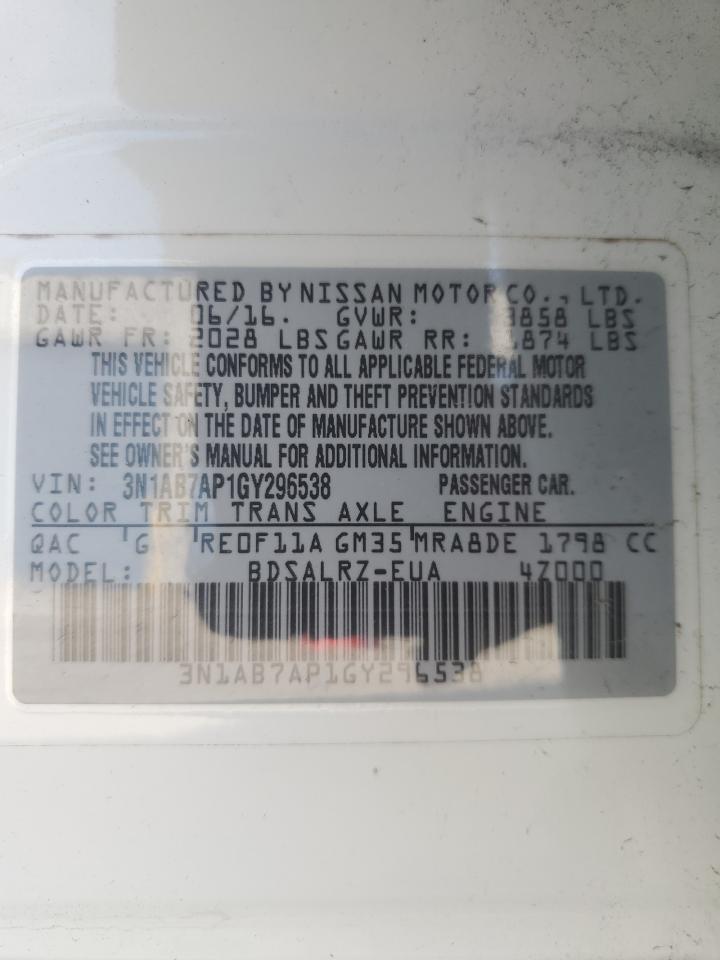 MANUFACTURED BY NISSAN MOTOR CO., LTD.
DATE: 06/16. GVWR: 3858 LBS
GAWR FR: 2028 LBS GAWR RR: 1874 LBS
THIS VEHICLE CONFORMS TO ALL APPLICABLE FEDERAL MOTOR
VEHICLE SAFETY, BUMPER AND THEFT PREVENTION STANDARDS
IN EFFECT ON THE DATE OF MANUFACTURE SHOWN ABOVE.
SEE OWNER'S MANUAL FOR ADDITIONAL INFORMATION.
VIN: 3N1AB7AP1GY296538 PASSENGER CAR.
COLOR TRIM TRANS AXLE ENGINE
QAC G RE0F11A GM35 MRA8DE 1798 CC
MODEL: BDSALRZ-EUA 4Z000
3N1AB7AP1GY296538